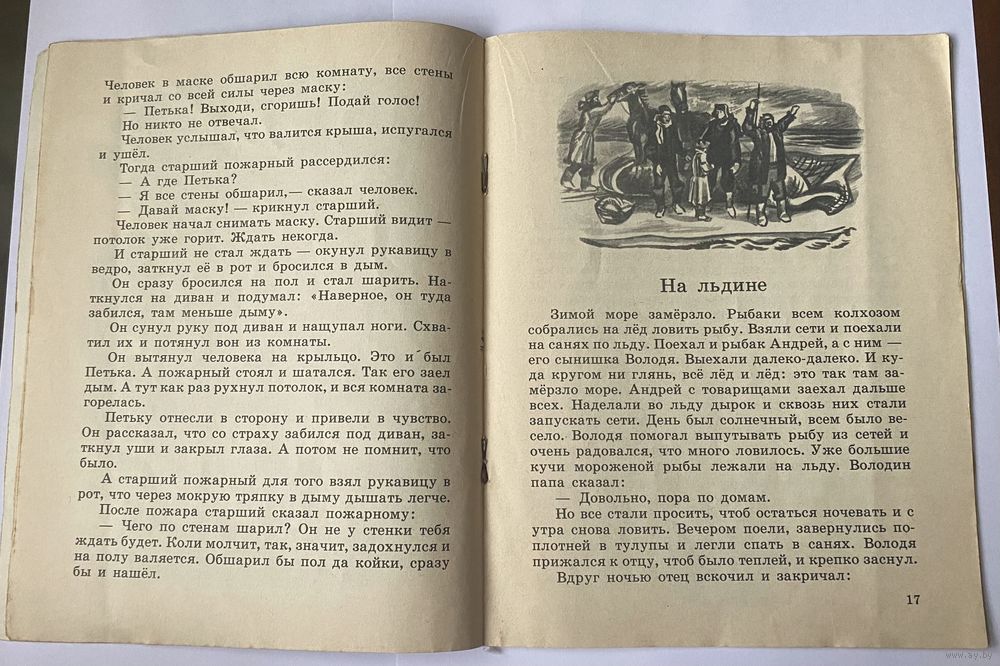 Человек в маске обшарил всю комнату, все стены
и кричал со всей силы через маску:
— Петька! Выходи, сгоришь! Подай голос!
Но никто не отвечал.
Человек услышал, что валится крыша, испугался
и ушёл.
Тогда старший пожарный рассердился:
— А где Петька?
— Я все стены обшарил,— сказал человек.
— Давай маску! — крикнул старший.
Человек начал снимать маску. Старший видит —
потолок уже горит. Ждать некогда.
И старший не стал ждать — окунул рукавицу в
ведро, заткнул её в рот и бросился в дым.
Он сразу бросился на пол и стал шарить. На-
ткнулся на диван и подумал: «Наверное, он туда
забился, там меньше дыму».
Он сунул руку под диван и нащупал ноги. Схва-
тил их и потянул вон из комнаты.
Он вытянул человека на крыльцо. Это и был
Петька. А пожарный стоял и шатался. Так его заел
дым. А тут как раз рухнул потолок, и вся комната за-
горелась.
Петьку отнесли в сторону и привели в чувство.
Он рассказал, что со страху забился под диван, за-
ткнул уши и закрыл глаза. А потом не помнит, что
было.
А старший пожарный для того взял рукавицу в
рот, что через мокрую тряпку в дыму дышать легче.
После пожара старший сказал пожарному:
— Чего по стенам шарил? Он не у стенки тебя
ждать будет. Коли молчит, так, значит, задохнулся и
на полу валяется. Обшарил бы пол да койки, сразу
бы и нашёл.
На льдине
Зимой море замёрзло. Рыбаки всем колхозом
собрались на лёд ловить рыбу. Взяли сети и поехали
на санях по льду. Поехал и рыбак Андрей, а с ним —
его сынишка Володя. Выехали далеко-далеко. И ку-
да кругом ни глянь, всё лёд и лёд: это так там за-
мёрзло море. Андрей с товарищами заехал дальше
всех. Наделали во льду дырок и сквозь них стали
запускать сети. День был солнечный, всем было ве-
село. Володя помогал выпутывать рыбу из сетей и
очень радовался, что много ловилось. Уже большие
кучи мороженой рыбы лежали на льду. Володин
папа сказал:
— Довольно, пора по домам.
Но все стали просить, чтоб остаться ночевать и с
утра снова ловить. Вечером поели, завернулись по-
плотней в тулупы и легли спать в санях. Володя
прижался к отцу, чтоб было теплей, и крепко заснул.
Вдруг ночью отец вскочил и закричал:
17
www.ay.by